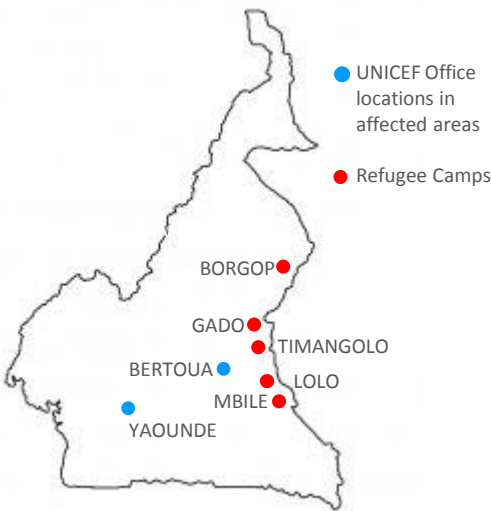 UNICEF Office
locations in
affected areas
Refugee Camps
BORGOP
GADO
TIMANGOLO
BERTOUA
LOLO
MBILE
YAOUNDE